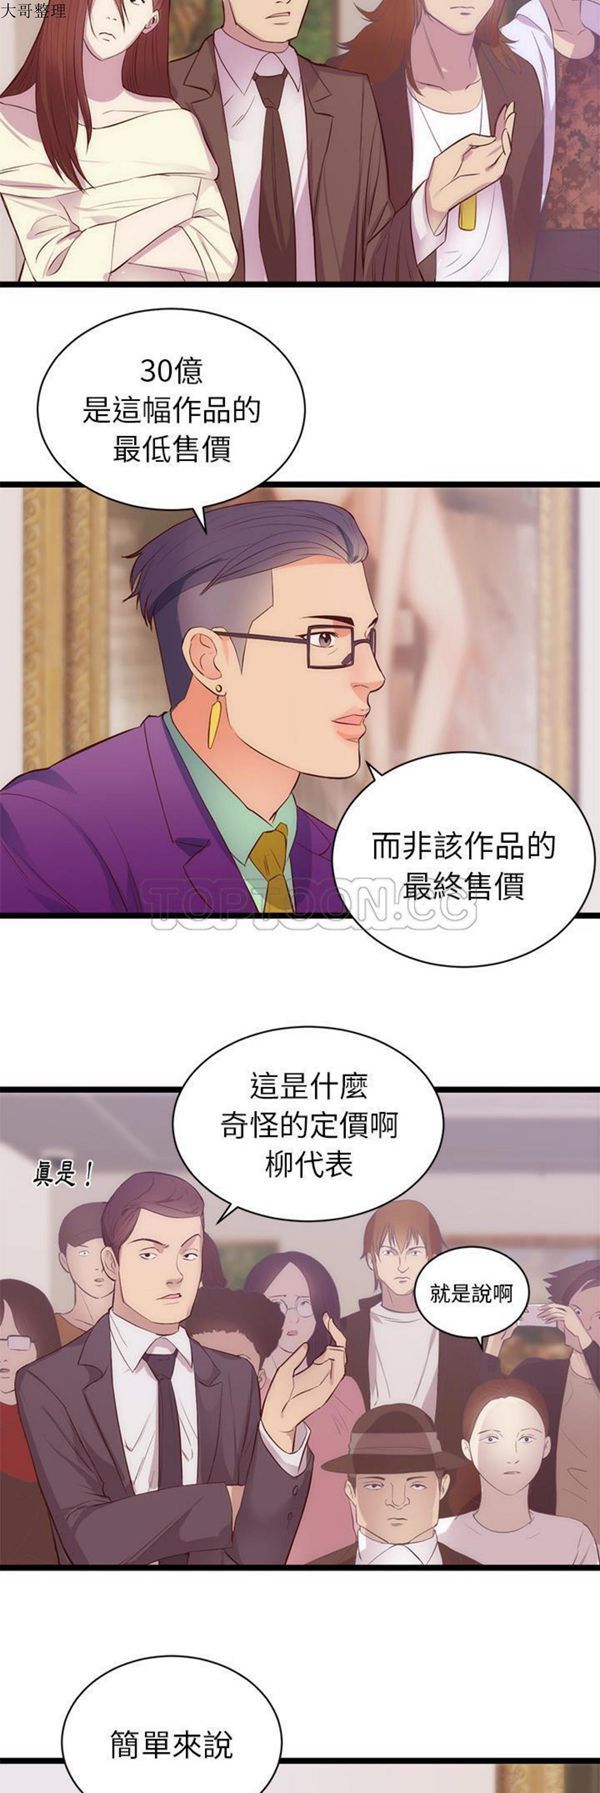 大哥整理
30億
是這幅作品的
最低售價
而非該作品的
最終售價
TOPTOON.CC
這是什麼
奇怪的定價啊
柳代表
真是！
就是說啊
簡單來說